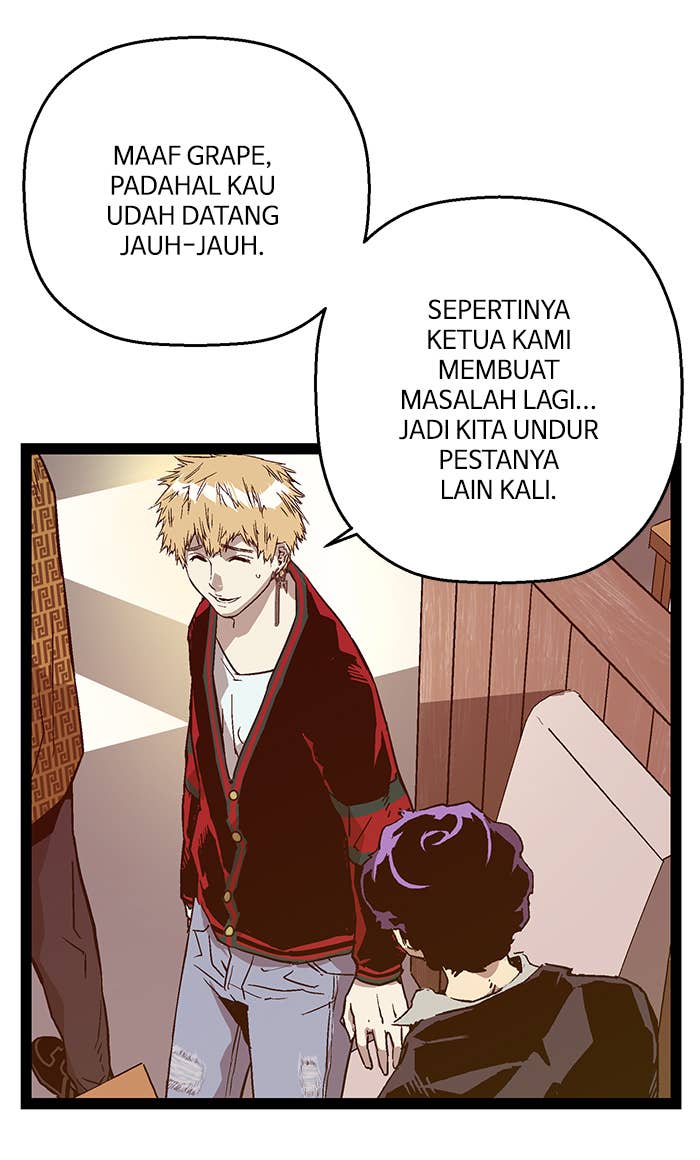 MAAF GRAPE,
PADAHAL KAU
UDAH DATANG
JAUH-JAUH.
SEPERTINYA
KETUA KAMI
MEMBUAT
MASALAH LAGI...
JADI KITA UNDUR
PESTANYA
LAIN KALI.